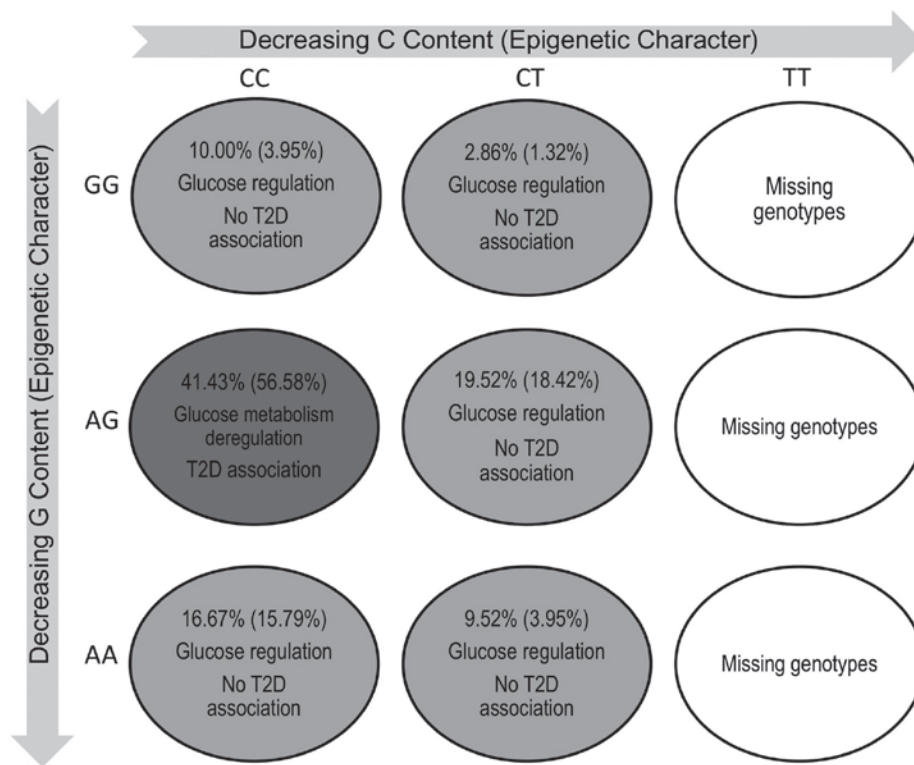 Decreasing C Content (Epigenetic Character)
CC
CT
TT
Decreasing G Content (Epigenetic Character)
GG
10.00% (3.95%)
Glucose regulation
No T2D
association
2.86% (1.32%)
Glucose regulation
No T2D
association
Missing
genotypes
AG
41.43% (56.58%)
Glucose metabolism
deregulation
T2D association
19.52% (18.42%)
Glucose regulation
No T2D
association
Missing genotypes
AA
16.67% (15.79%)
Glucose regulation
No T2D
association
9.52% (3.95%)
Glucose regulation
No T2D
association
Missing genotypes